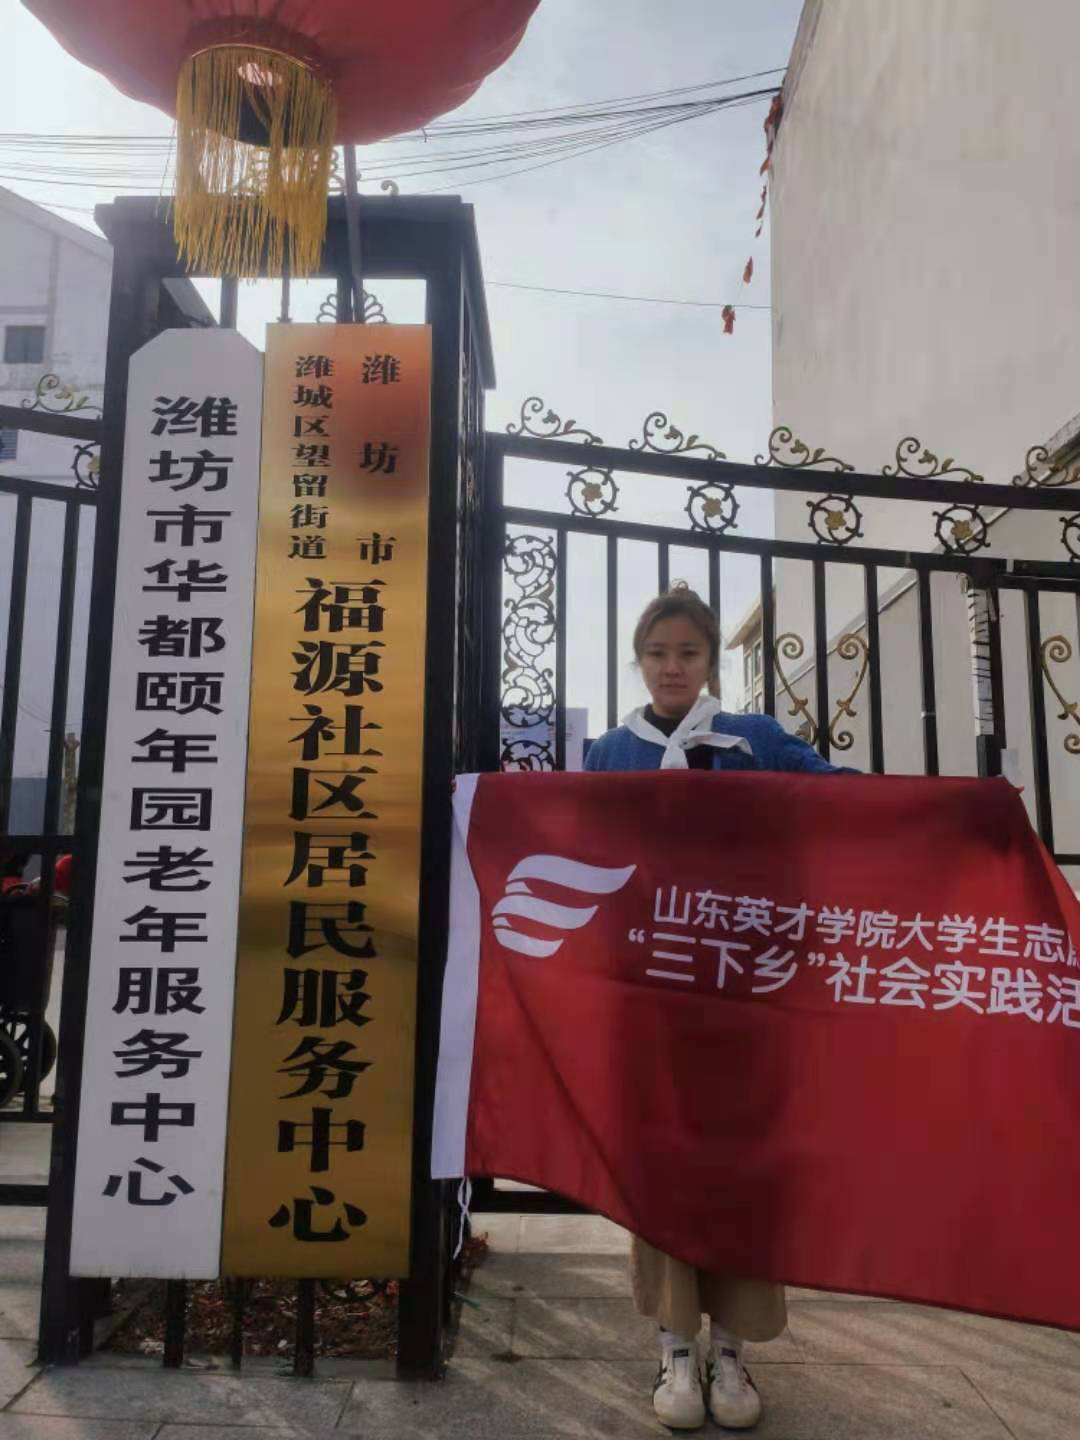 潍坊市华都颐年园老年服务中心
潍坊市
潍城区望留街道
福源社区居民服务中心
山东英才学院大学生志
“三下乡”社会实践活